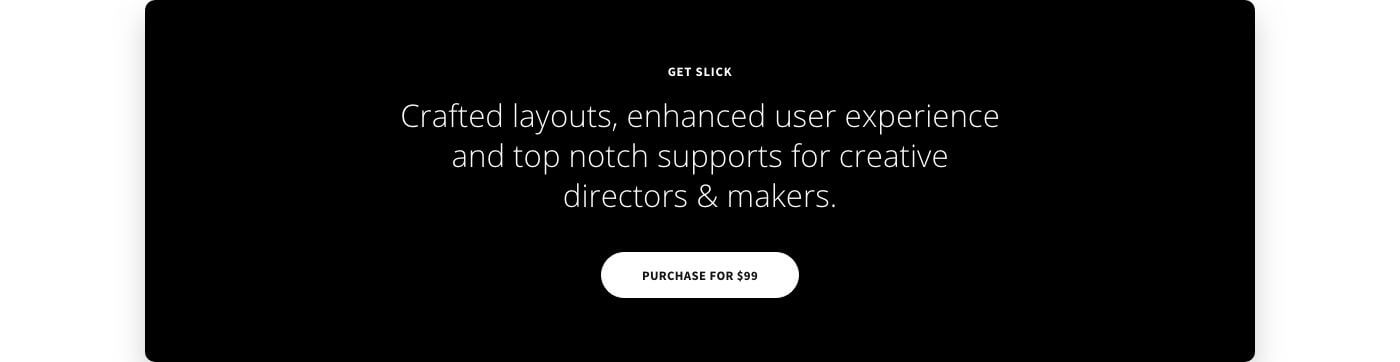 GET SLICK
Crafted layouts, enhanced user experience
and top notch supports for creative
directors & makers.
PURCHASE FOR $99